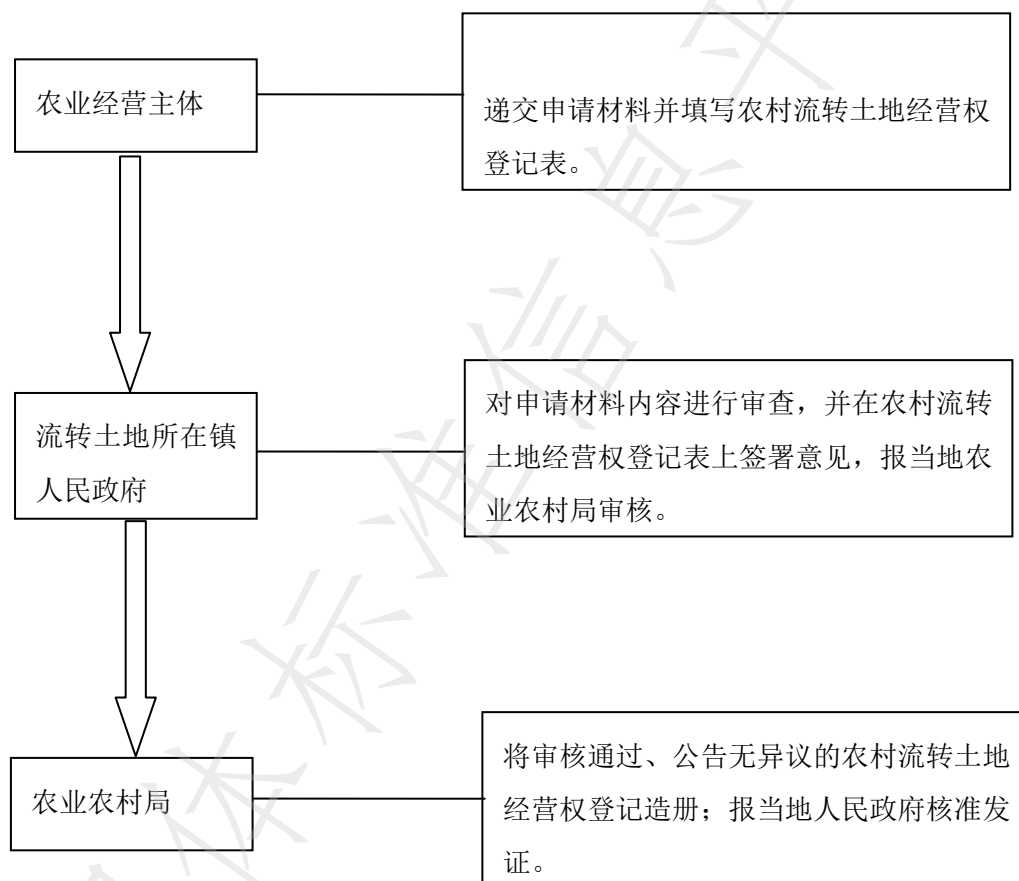 农业经营主体
递交申请材料并填写农村流转土地经营权
登记表。
流转土地所在镇
人民政府
对申请材料内容进行审查，并在农村流转
土地经营权登记表上签署意见，报当地农
业农村局审核。
农业农村局
将审核通过、公告无异议的农村流转土地
经营权登记造册；报当地人民政府核准发
证。
体标准信息平